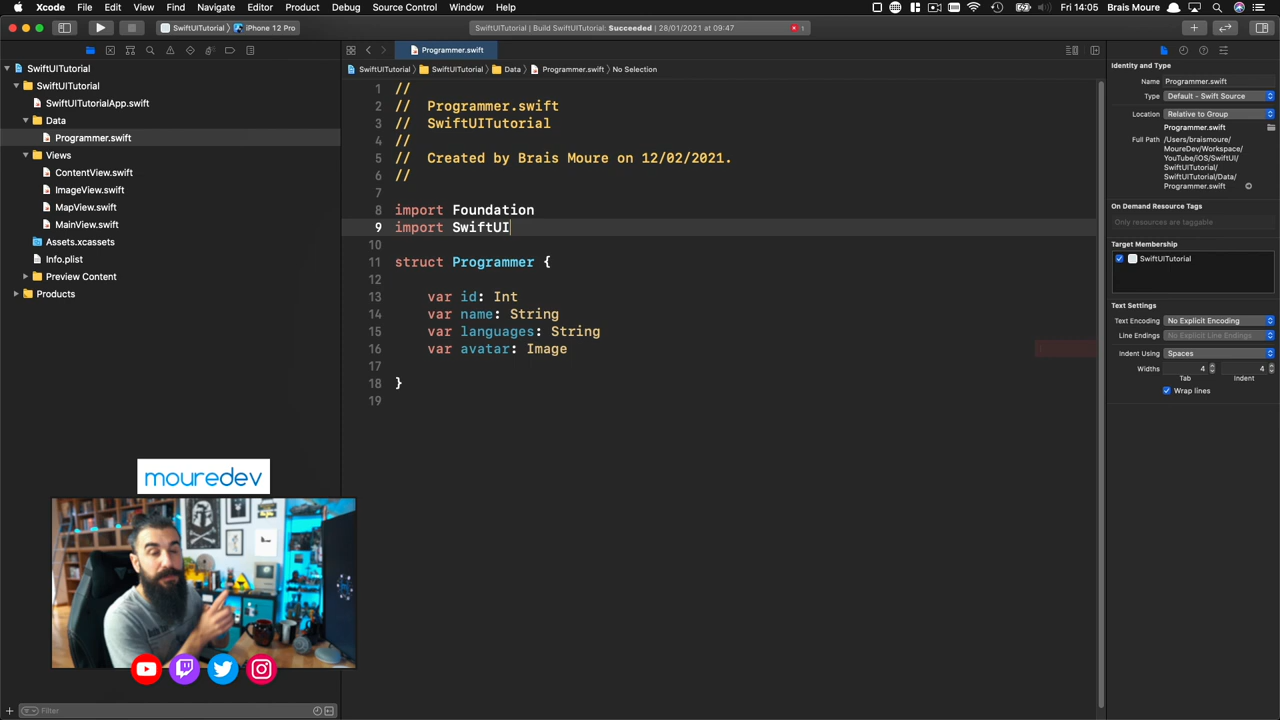 Xcode File Edit View Find Navigate Editor Product Debug Source Control Window Help
Fri 14:05 Brais Moure
SwiftUITutorial iPhone 12 Pro
SwiftUITutorial | Build SwiftUITutorial: Succeeded | 28/01/2021 at 09:47
1
Programmer.swift
SwiftUITutorial SwiftUITutorial Data Programmer.swift No Selection
SwiftUITutorial
SwiftUITutorial
SwiftUITutorialApp.swift
Data
Programmer.swift
Views
ContentView.swift
ImageView.swift
MapView.swift
MainView.swift
Assets.xcassets
Info.plist
Preview Content
Products
1 //
2 // Programmer.swift
3 // SwiftUITutorial
4 //
5 // Created by Brais Moure on 12/02/2021.
6 //
7
8 import Foundation
9 import SwiftUI
10
11 struct Programmer {
12
13 var id: Int
14 var name: String
15 var languages: String
16 var avatar: Image
17
18 }
19
Identity and Type
Name Programmer.swift
Type Default - Swift Source
Location Relative to Group
Programmer.swift
Full Path /Users/braismoure/
MoureDev/Workspace/
YouTube/iOS/SwiftUI/
SwiftUITutorial/
SwiftUITutorial/Data/
Programmer.swift
On Demand Resource Tags
Only resources are taggable
Target Membership
SwiftUITutorial
Text Settings
Text Encoding No Explicit Encoding
Line Endings No Explicit Line Endings
Indent Using Spaces
Widths 4 4
Tab Indent
Wrap lines
mouredev
Filter